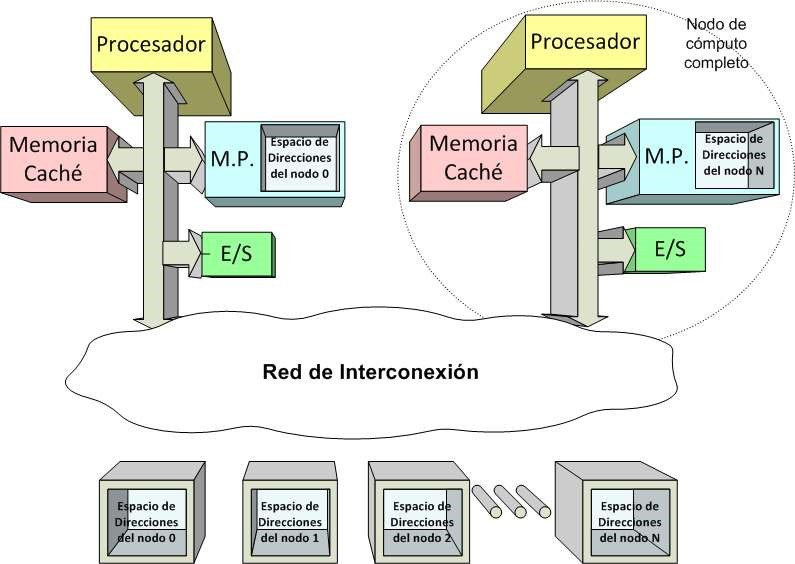 Procesador
Memoria
Caché
M.P.
Espacio de
Direcciones
del nodo 0
E/S
Procesador
Nodo de
cómputo
completo
Memoria
Caché
M.P.
Espacio de
Direcciones
del nodo N
E/S
Red de Interconexión
Espacio de
Direcciones
del nodo 0
Espacio de
Direcciones
del nodo 1
Espacio de
Direcciones
del nodo 2
Espacio de
Direcciones
del nodo N